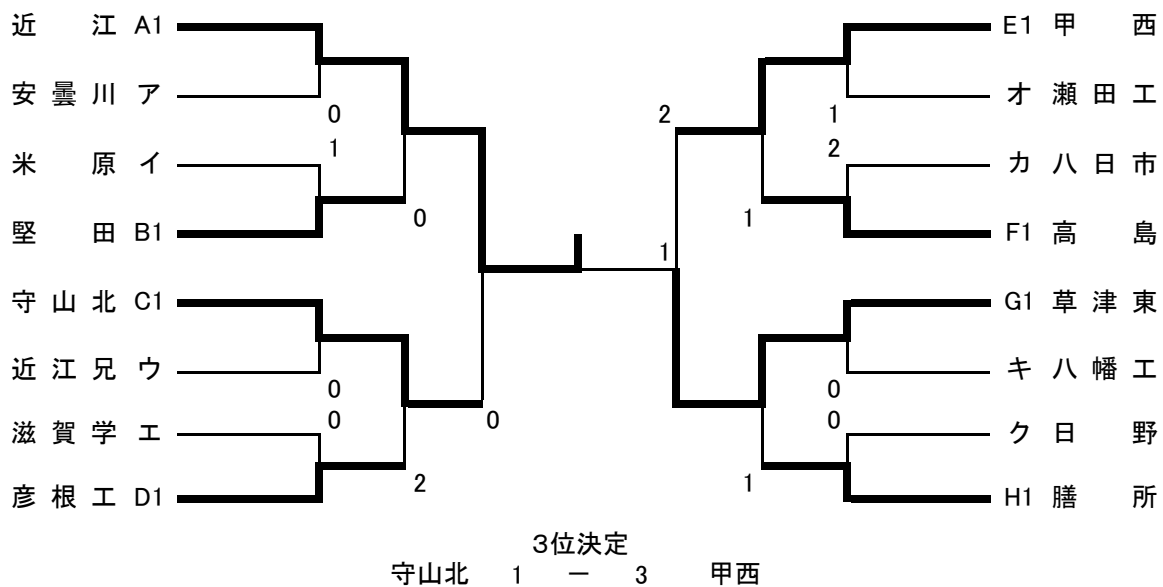 近江 A1 E1 甲西
安曇川 ア オ 瀬田工
0 2 1
1 2
米原 イ カ 八日市
堅田 B1 0 1 F1 高島
1
守山北 C1 G1 草津東
近江兄 ウ キ 八幡工
0 0
0 0 0
滋賀学 エ ク 日野
彦根工 D1 2 1 H1 膳所
3位決定
守山北 1 － 3 甲西